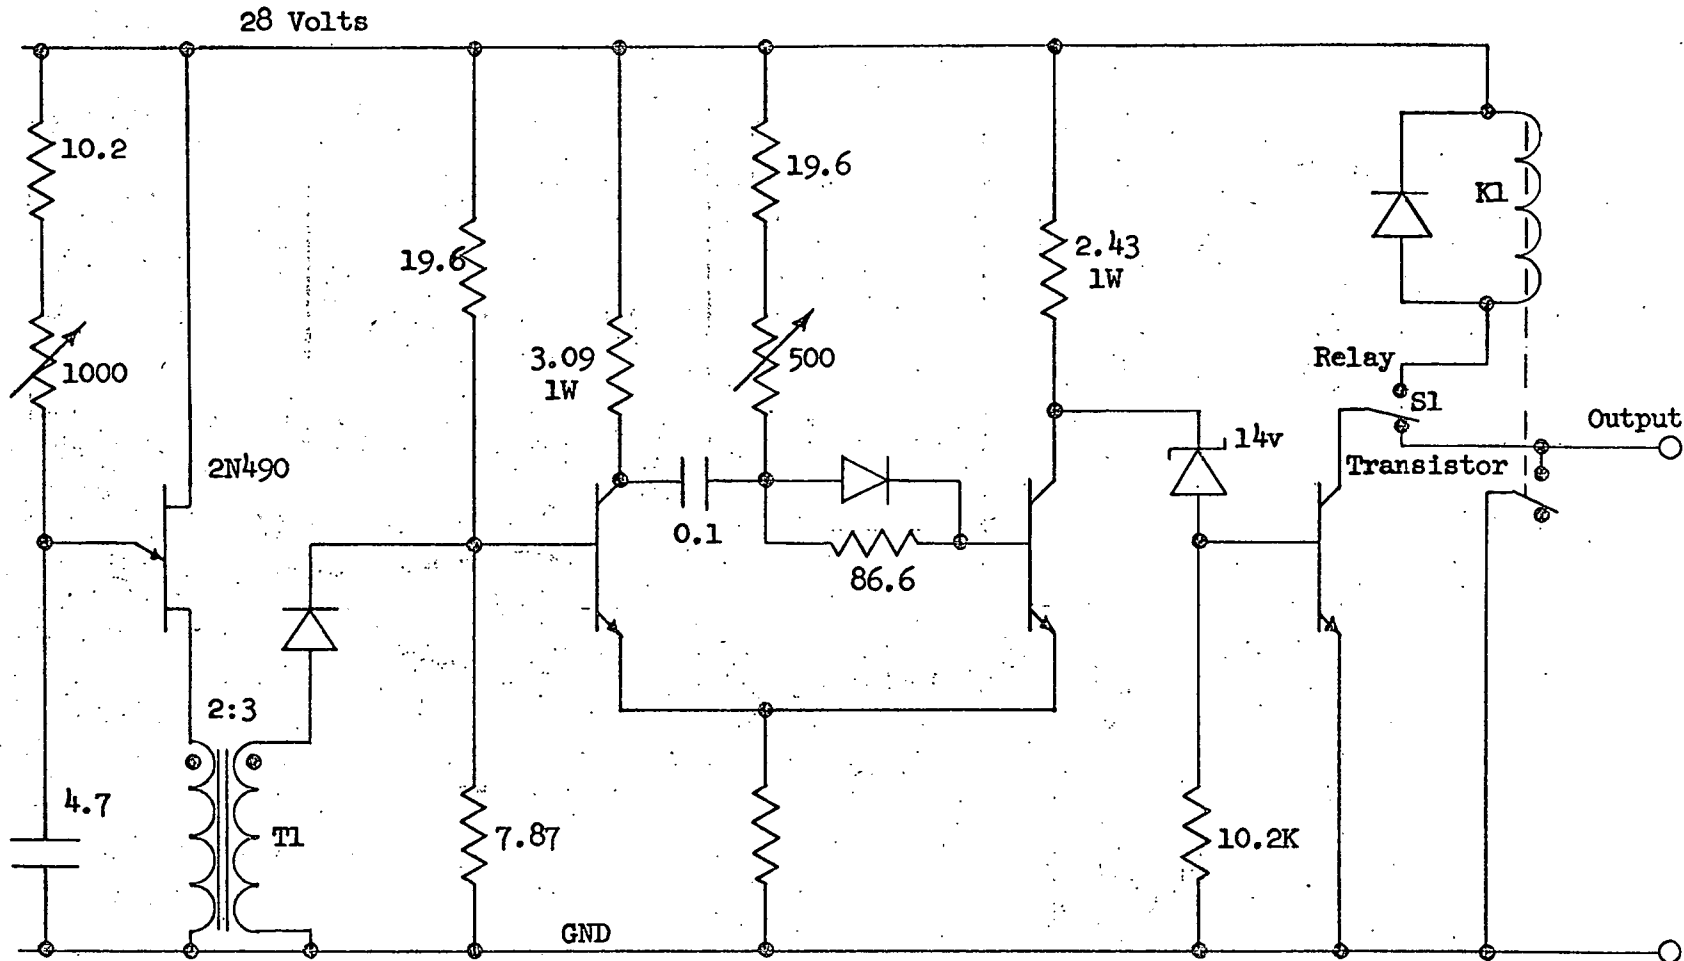 28 Volts
10.2
19.6
19.6
2.43
1W
K1
1000
3.09
1W
500
Relay
S1
Output
14v
Transistor
2N490
0.1
86.6
2:3
4.7
T1
7.87
10.2K
GND